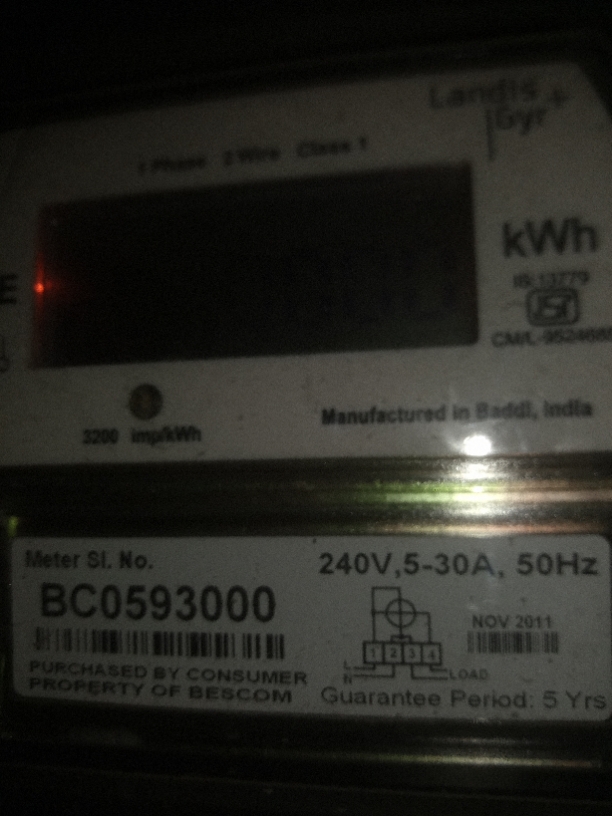 Landis
Gyr +
1 Phase 2 Wire Class 1
kWh
IS:13779
CM/L-9524669
3200 imp/kWh
Manufactured in Baddi, India
Meter Sl. No.
BC0593000
PURCHASED BY CONSUMER
PROPERTY OF BESCOM
240V,5-30A, 50Hz
NOV 2011
1 2 3 4
L
N
LOAD
Guarantee Period: 5 Yrs